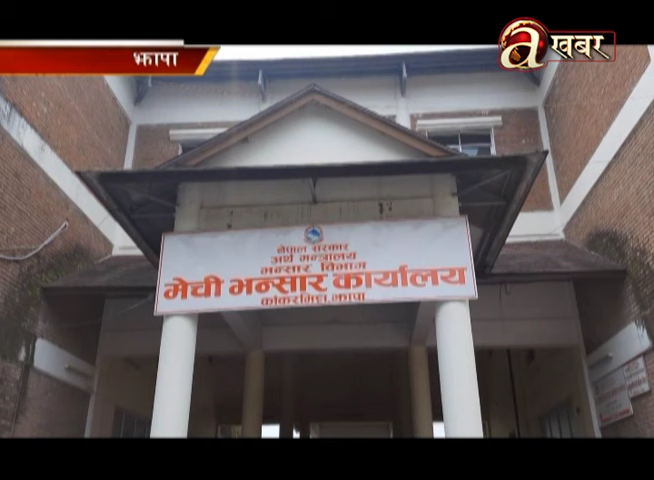 झापा
a खबर
नेपाल सरकार
अर्थ मन्त्रालय
भन्सार विभाग
मेची भन्सार कार्यालय
काँकरभिट्टा, झापा